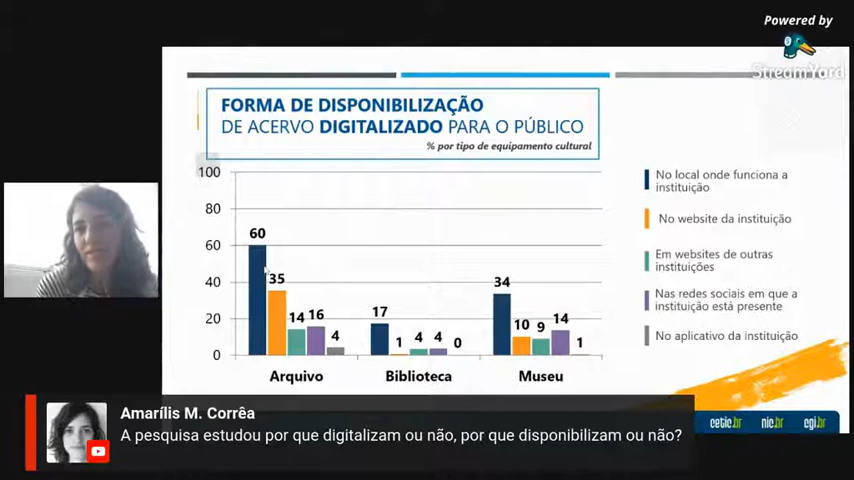 Powered by
StreamYard
FORMA DE DISPONIBILIZAÇÃO
DE ACERVO DIGITALIZADO PARA O PÚBLICO
% por tipo de equipamento cultural
100
80
60
40
20
0
60
35
14
16
4
17
1
4
4
0
34
10
9
14
1
Arquivo
Biblioteca
Museu
No local onde funciona a
instituição
No website da instituição
Em websites de outras
instituições
Nas redes sociais em que a
instituição está presente
No aplicativo da instituição
Amarílis M. Corrêa
A pesquisa estudou por que digitalizam ou não, por que disponibilizam ou não?
cetic.br nic.br cgi.br